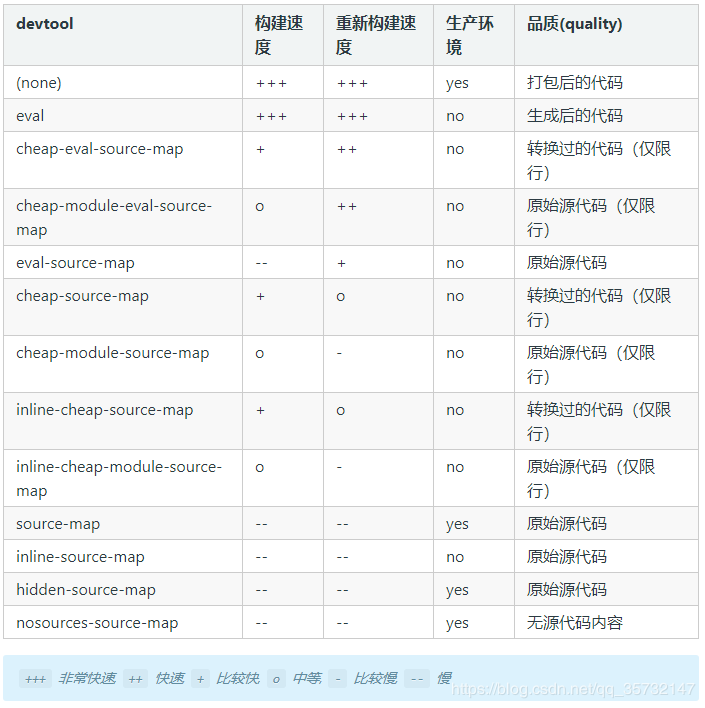 devtool 构建速 重新构建速 生产环 品质(quality)
度 度 境
(none) +++ +++ yes 打包后的代码
eval +++ +++ no 生成后的代码
cheap-eval-source-map + ++ no 转换过的代码（仅限
行）
cheap-module-eval-source- o ++ no 原始源代码（仅限
map 行）
eval-source-map -- + no 原始源代码
cheap-source-map + o no 转换过的代码（仅限
行）
cheap-module-source-map o - no 原始源代码（仅限
行）
inline-cheap-source-map + o no 转换过的代码（仅限
行）
inline-cheap-module-source- o - no 原始源代码（仅限
map 行）
source-map -- -- yes 原始源代码
inline-source-map -- -- no 原始源代码
hidden-source-map -- -- yes 原始源代码
nosources-source-map -- -- yes 无源代码内容
+++ 非常快速, ++ 快速, + 比较快, o 中等, - 比较慢, -- 慢
https://blog.csdn.net/qq_35732147